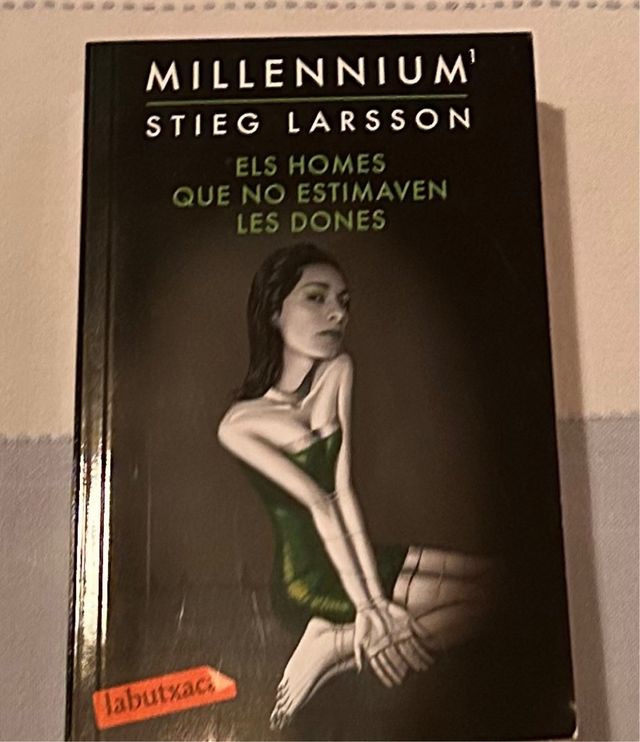 MILLENNIUM¹
STIEG LARSSON
ELS HOMES
QUE NO ESTIMAVEN
LES DONES
labutxaca